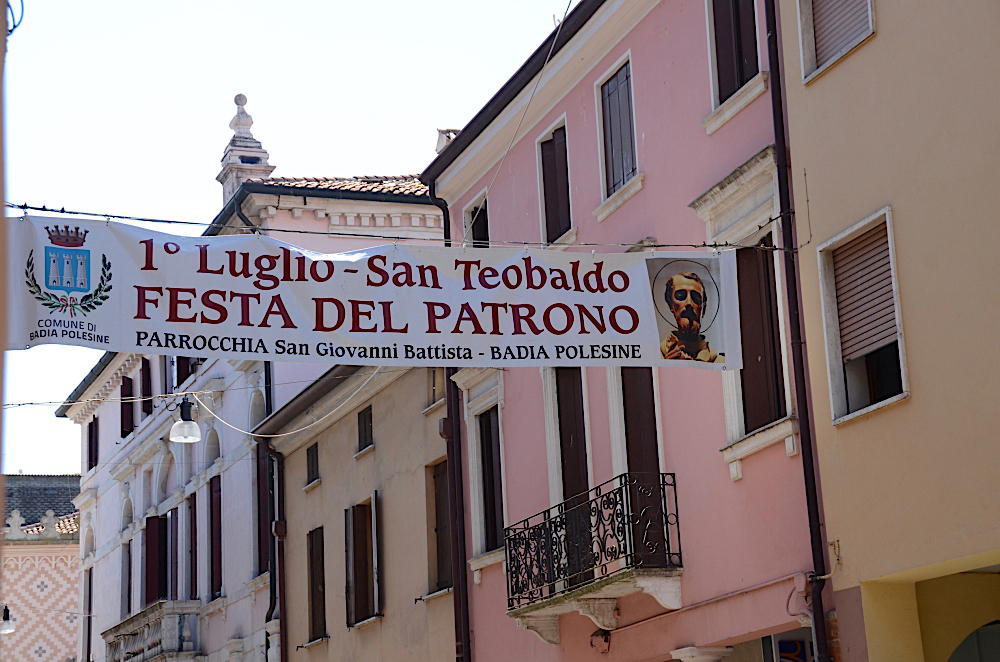 1° Luglio - San Teobaldo
FESTA DEL PATRONO
PARROCCHIA San Giovanni Battista - BADIA POLESINE
COMUNE DI
BADIA POLESINE